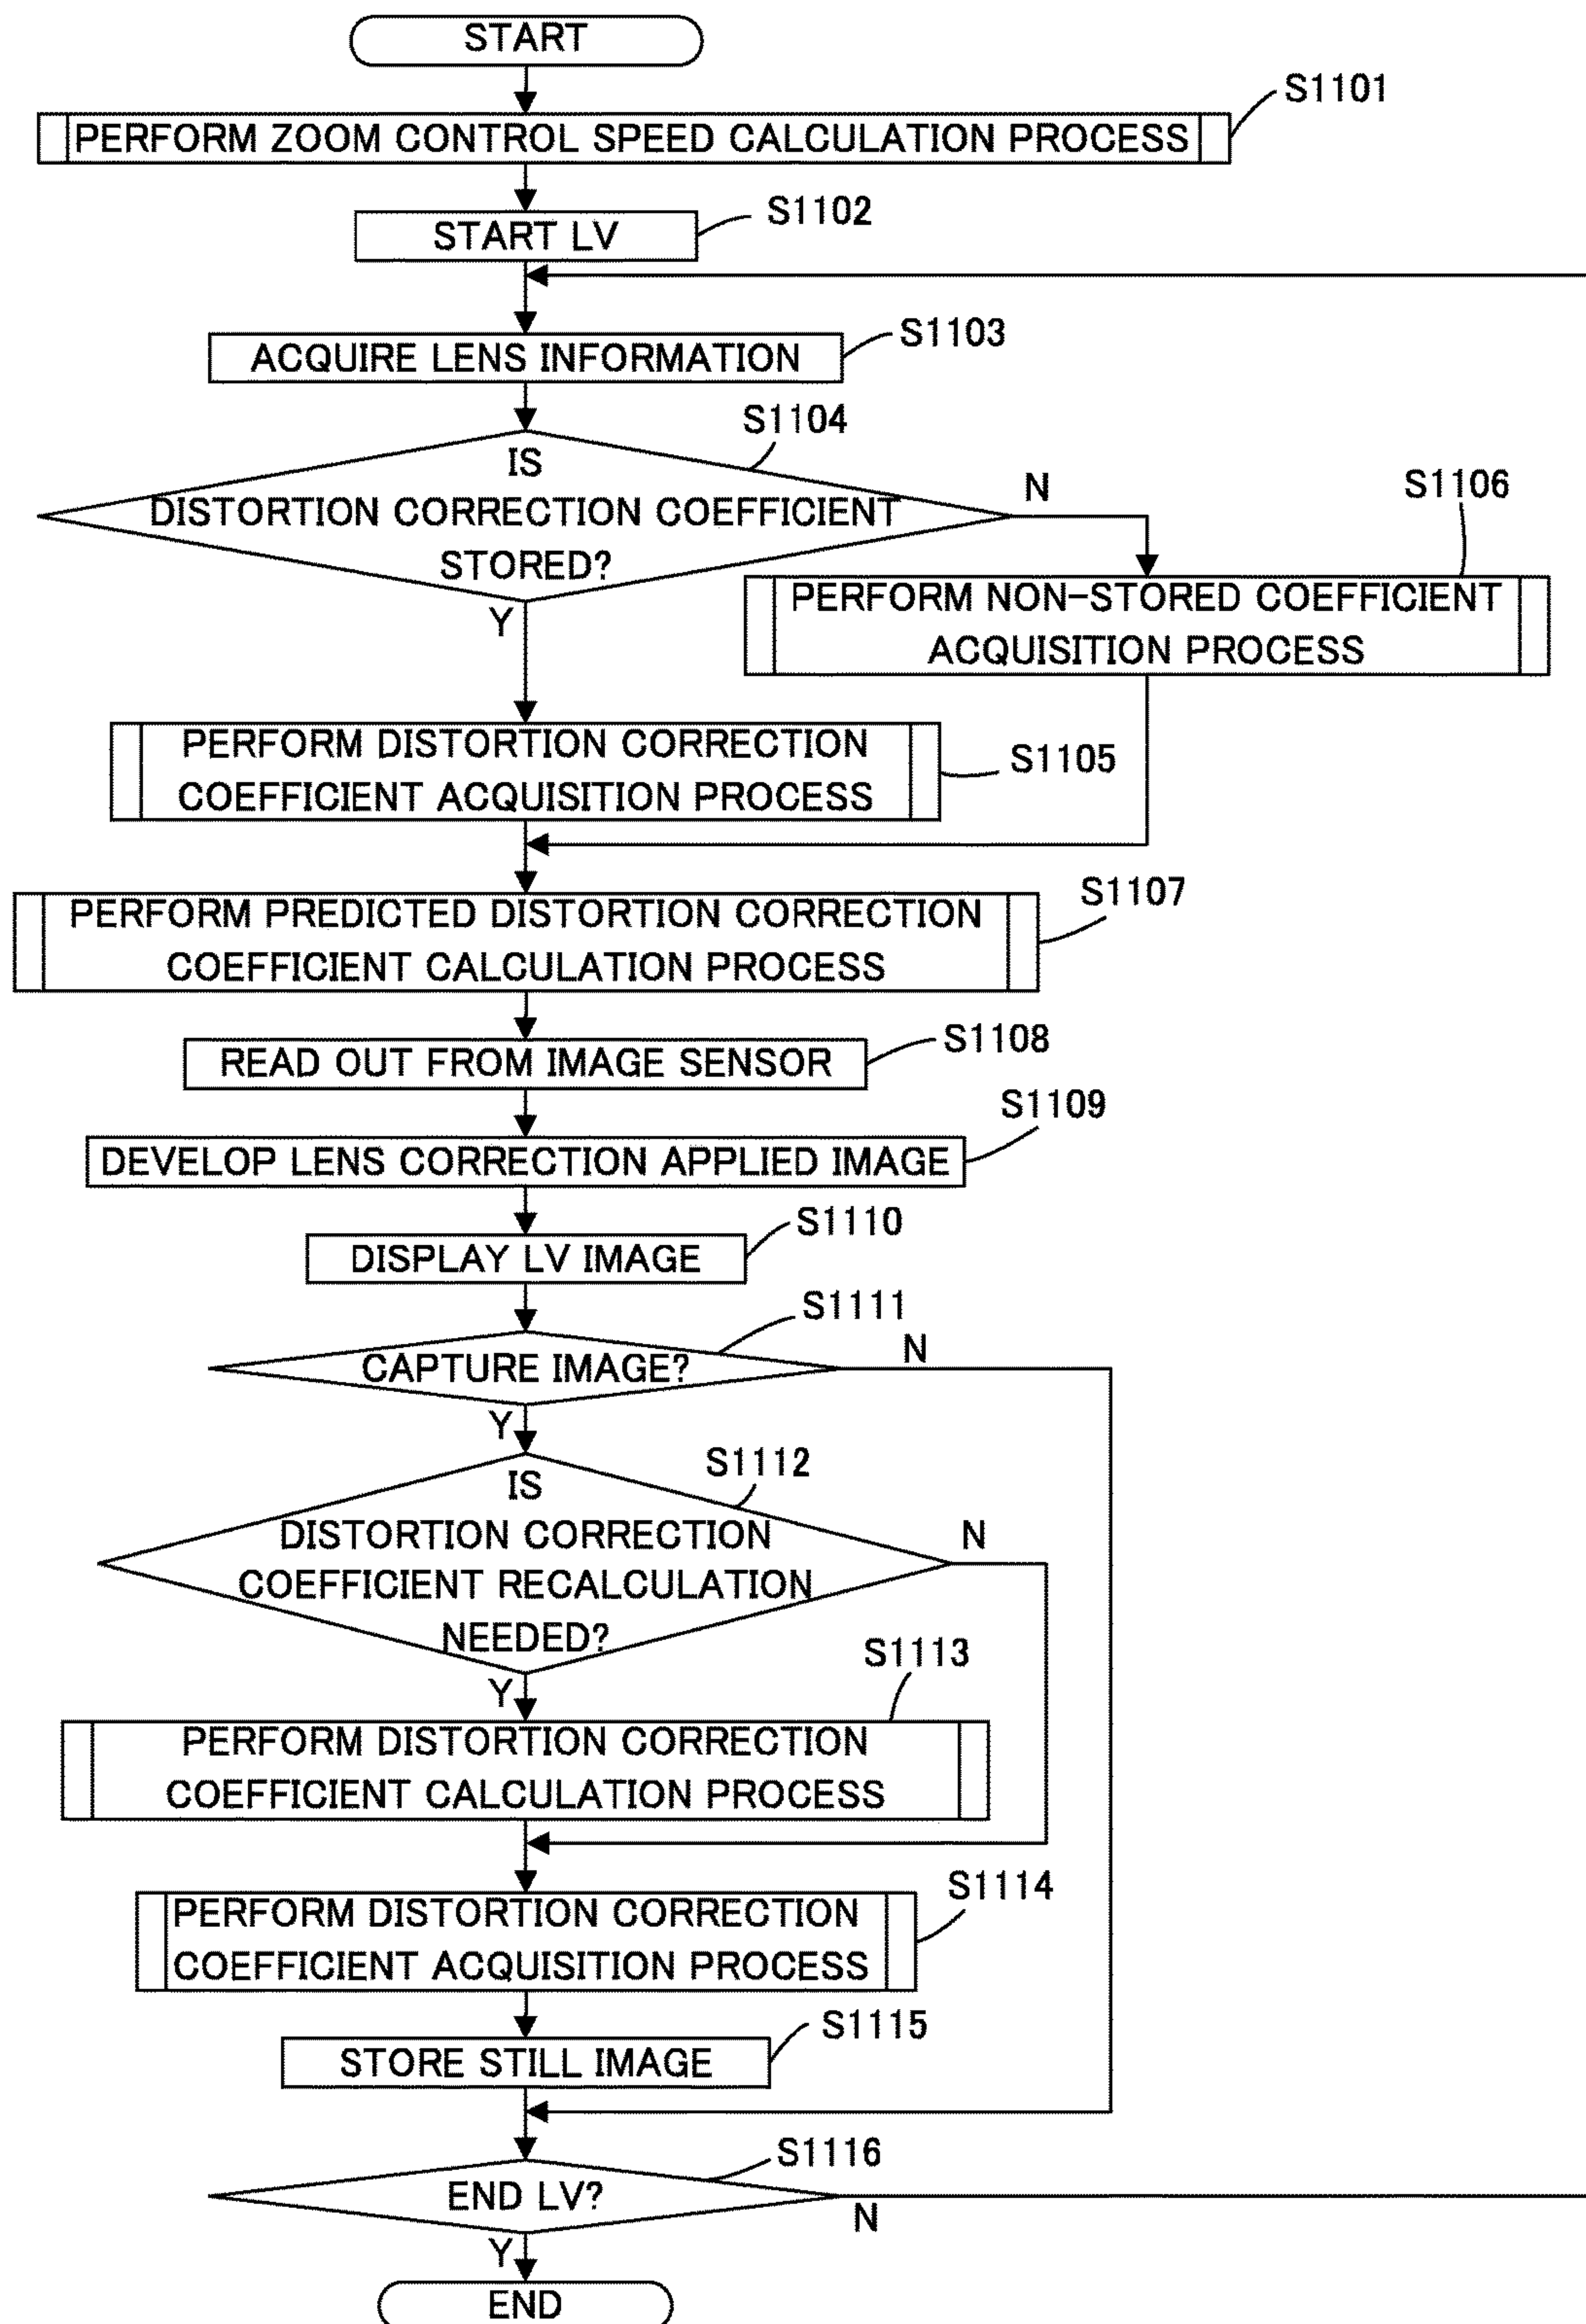 START
S1101
PERFORM ZOOM CONTROL SPEED CALCULATION PROCESS
S1102
START LV
S1103
ACQUIRE LENS INFORMATION
S1104
IS
DISTORTION CORRECTION COEFFICIENT
STORED?
N
Y
S1106
PERFORM NON-STORED COEFFICIENT
ACQUISITION PROCESS
PERFORM DISTORTION CORRECTION
COEFFICIENT ACQUISITION PROCESS
S1105
S1107
PERFORM PREDICTED DISTORTION CORRECTION
COEFFICIENT CALCULATION PROCESS
S1108
READ OUT FROM IMAGE SENSOR
S1109
DEVELOP LENS CORRECTION APPLIED IMAGE
S1110
DISPLAY LV IMAGE
S1111
CAPTURE IMAGE?
N
Y
S1112
IS
DISTORTION CORRECTION
COEFFICIENT RECALCULATION
NEEDED?
N
Y
S1113
PERFORM DISTORTION CORRECTION
COEFFICIENT CALCULATION PROCESS
S1114
PERFORM DISTORTION CORRECTION
COEFFICIENT ACQUISITION PROCESS
S1115
STORE STILL IMAGE
S1116
END LV?
N
Y
END